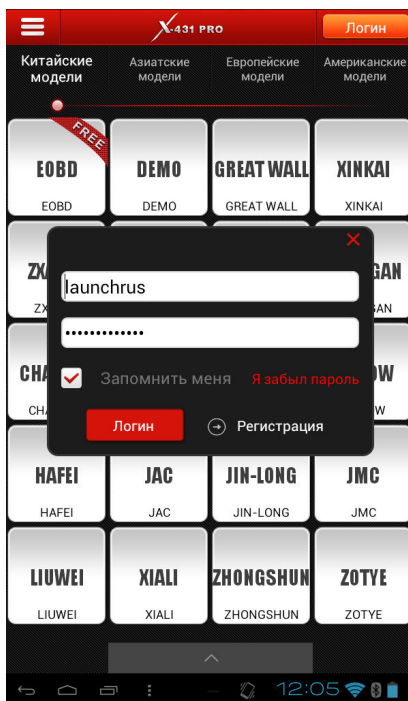 X-431 PRO
Логин
Китайские модели
Азиатские модели
Европейские модели
Американские модели
FREE
EOBD
DEMO
GREAT WALL
XINKAI
EOBD
DEMO
GREAT WALL
XINKAI
launchrus
•••••••••••••
Запомнить меня
Я забыл пароль
Логин
Регистрация
HAFEI
JAC
JIN-LONG
JMC
HAFEI
JAC
JIN-LONG
JMC
LIUWEI
XIALI
ZHONGSHUN
ZOTYE
LIUWEI
XIALI
ZHONGSHUN
ZOTYE
12:05